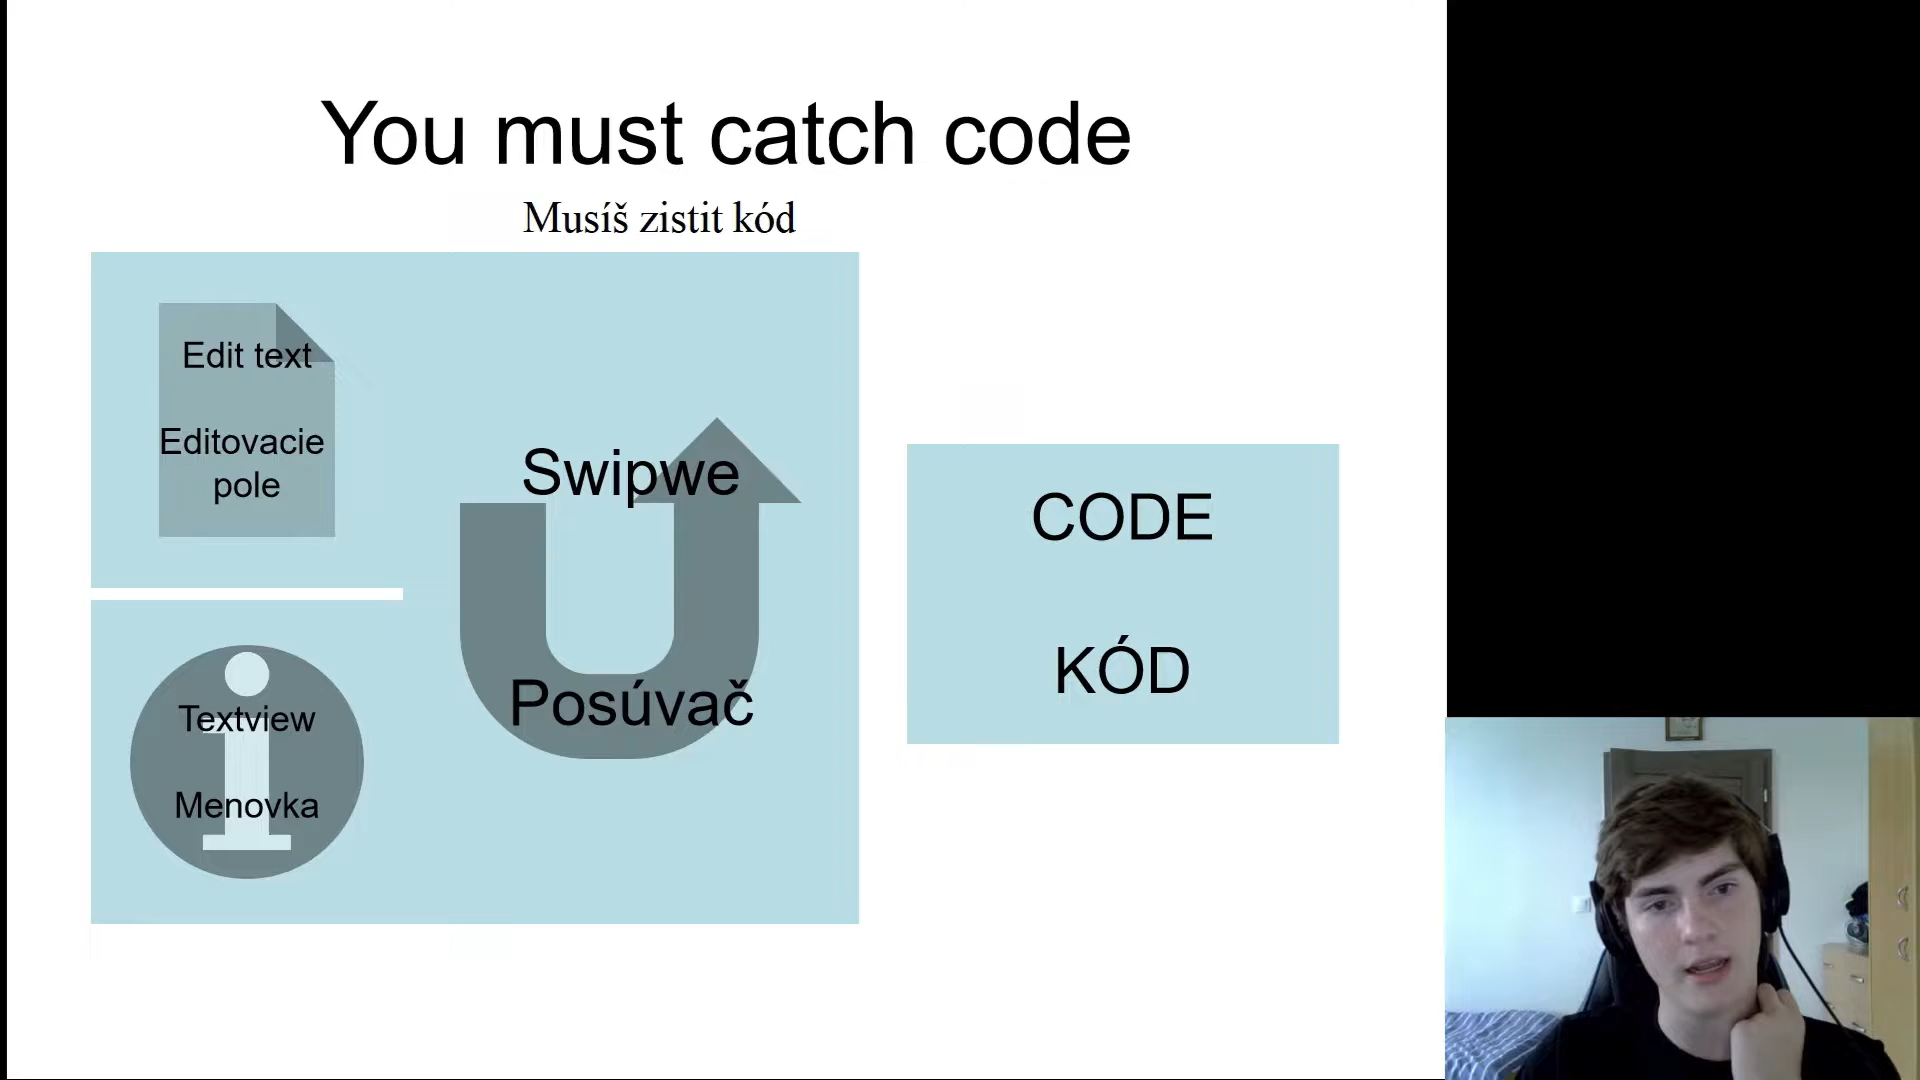 You must catch code
Musíš zistit kód
Edit text
Editovacie
pole
Swipwe
Posúvač
Textview
Menovka
CODE
KÓD